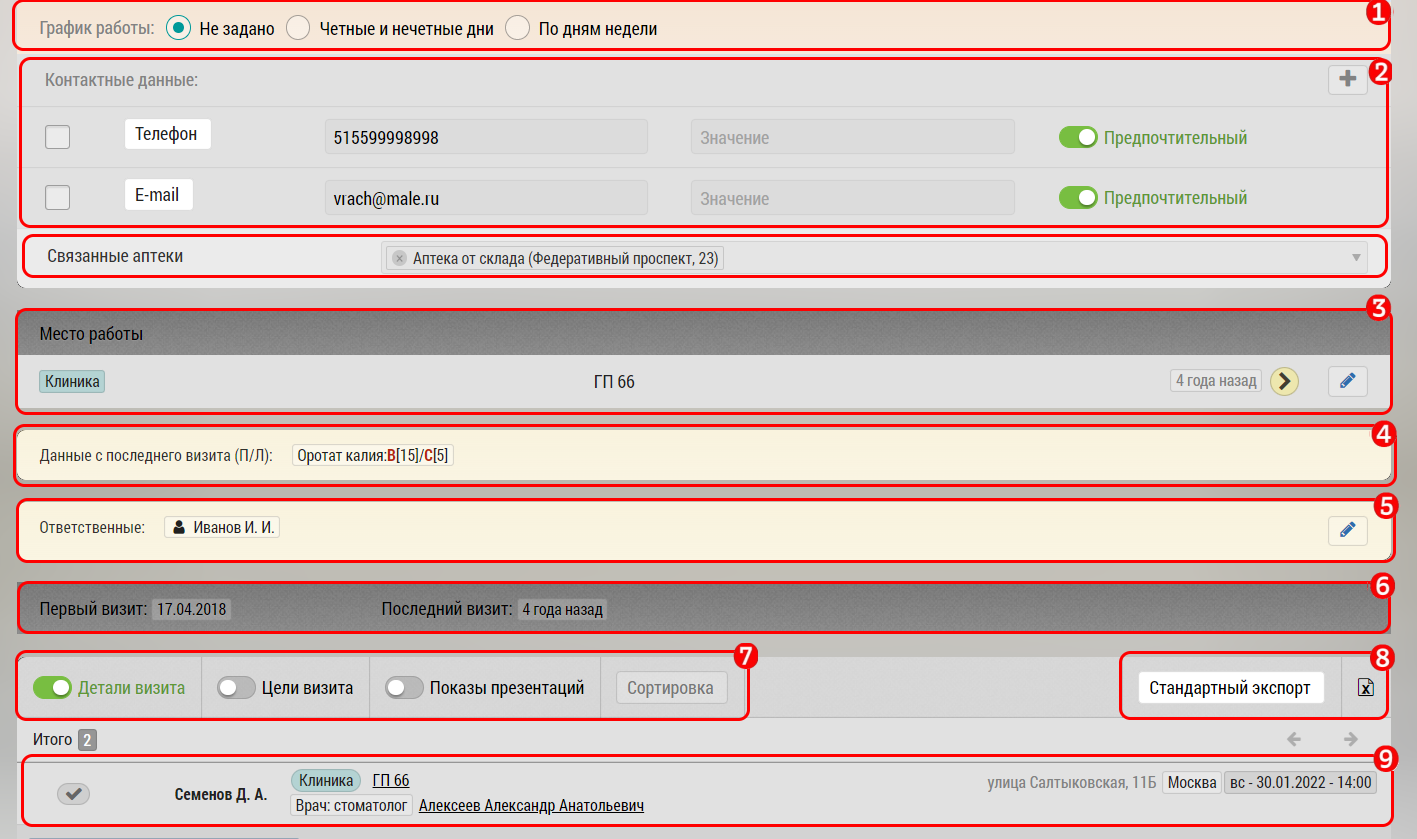 1
График работы: Не задано Четные и нечетные дни По дням недели
2
Контактные данные:
Телефон 515599998998 Значение Предпочтительный
E-mail vrach@male.ru Значение Предпочтительный
Связанные аптеки × Аптека от склада (Федеративный проспект, 23)
3
Место работы
Клиника ГП 66 4 года назад
4
Данные с последнего визита (П/Л): Оротат калия:B[15]/C[5]
5
Ответственные: Иванов И. И.
6
Первый визит: 17.04.2018 Последний визит: 4 года назад
7 8
Детали визита Цели визита Показы презентаций Сортировка Стандартный экспорт
Итого 2
9
Клиника ГП 66
Семенов Д. А. улица Салтыковская, 11Б Москва вс - 30.01.2022 - 14:00
Врач: стоматолог Алексеев Александр Анатольевич